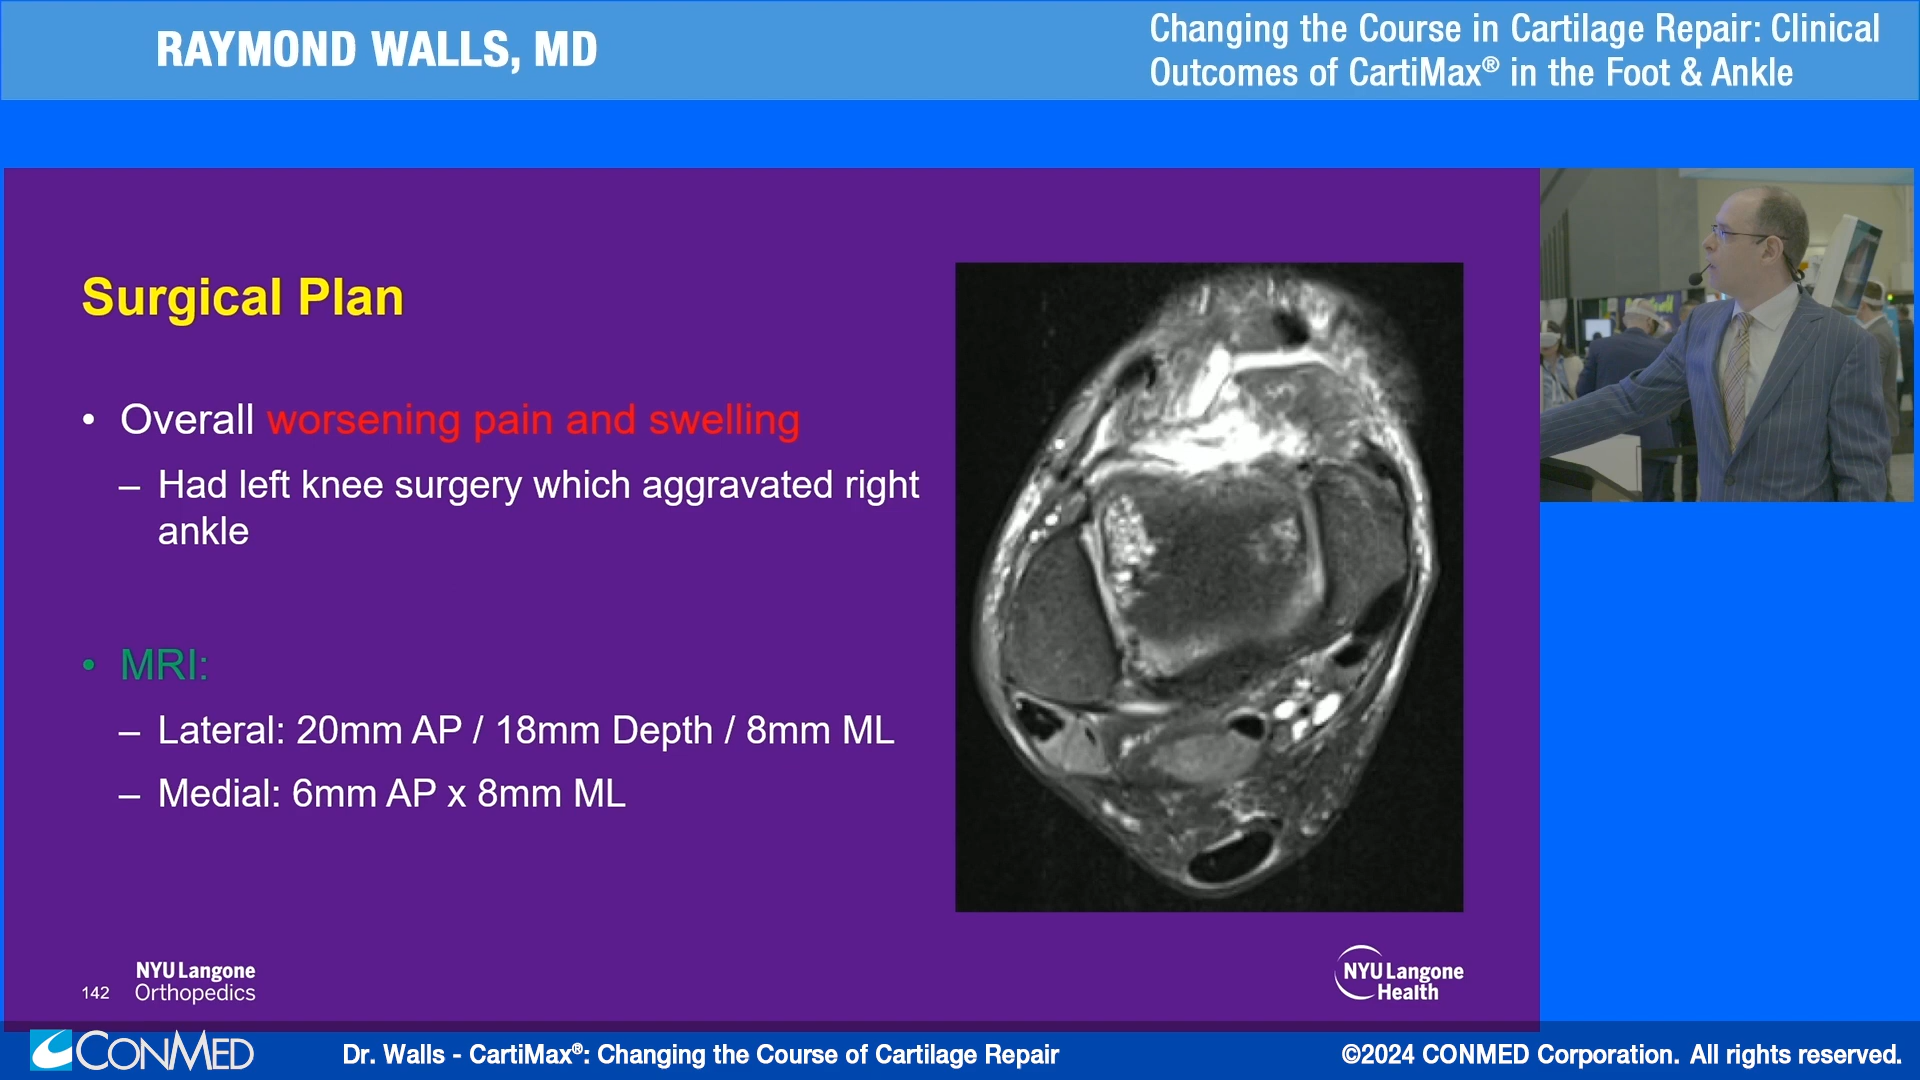 RAYMOND WALLS, MD
Changing the Course in Cartilage Repair: Clinical
Outcomes of CartiMax® in the Foot & Ankle
Surgical Plan
• Overall worsening pain and swelling
– Had left knee surgery which aggravated right
ankle
• MRI:
– Lateral: 20mm AP / 18mm Depth / 8mm ML
– Medial: 6mm AP x 8mm ML
142
NYU Langone
Orthopedics
NYU Langone
Health
CONMED
Dr. Walls - CartiMax®: Changing the Course of Cartilage Repair
©2024 CONMED Corporation. All rights reserved.